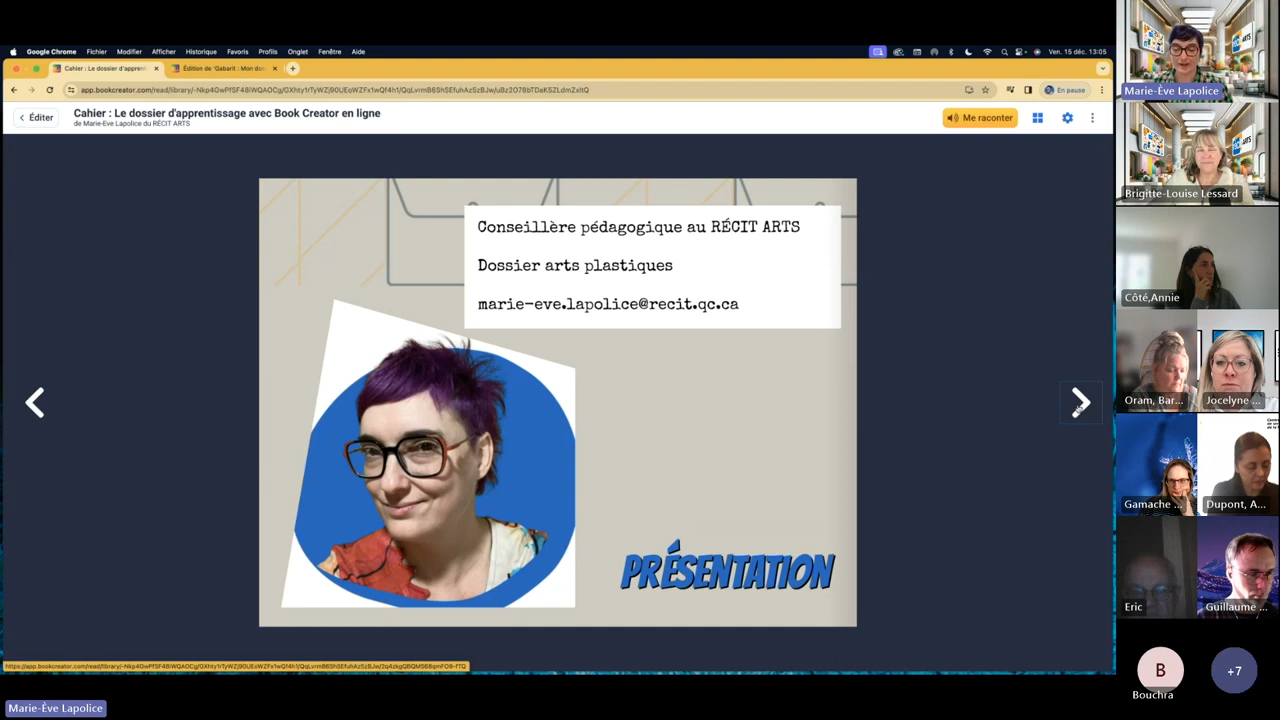 Google Chrome Fichier Modifier Afficher Historique Favoris Profils Onglet Fenêtre Aide
Ven. 15 déc. 13:05
Cahier : Le dossier d'apprent
Édition de "Gabarit : Mon dos
En pause
Éditer
Cahier : Le dossier d'apprentissage avec Book Creator en ligne
de Marie-Eve Lapolice du RÉCIT ARTS
Me raconter
Conseillère pédagogique au RÉCIT ARTS
Dossier arts plastiques
marie-eve.lapolice@recit.qc.ca
PRÉSENTATION
Marie-Ève Lapolice
Marie-Ève Lapolice
Brigitte-Louise Lessard
Côté,Annie
Oram, Bar...
Jocelyne ...
Gamache ...
Dupont, A...
Eric
Guillaume ...
B
Bouchra
+7